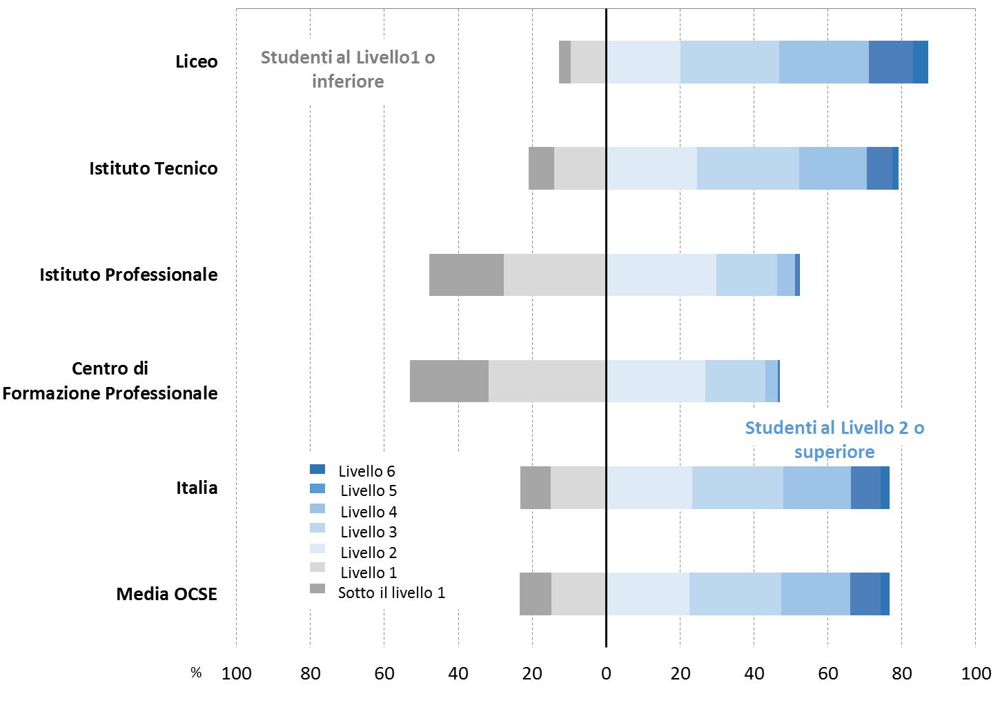 Liceo
Studenti al Livello1 o
inferiore
Istituto Tecnico
Istituto Professionale
Centro di
Formazione Professionale
Studenti al Livello 2 o
superiore
Italia
Livello 6
Livello 5
Livello 4
Livello 3
Livello 2
Livello 1
Sotto il livello 1
Media OCSE
% 100 80 60 40 20 0 20 40 60 80 100